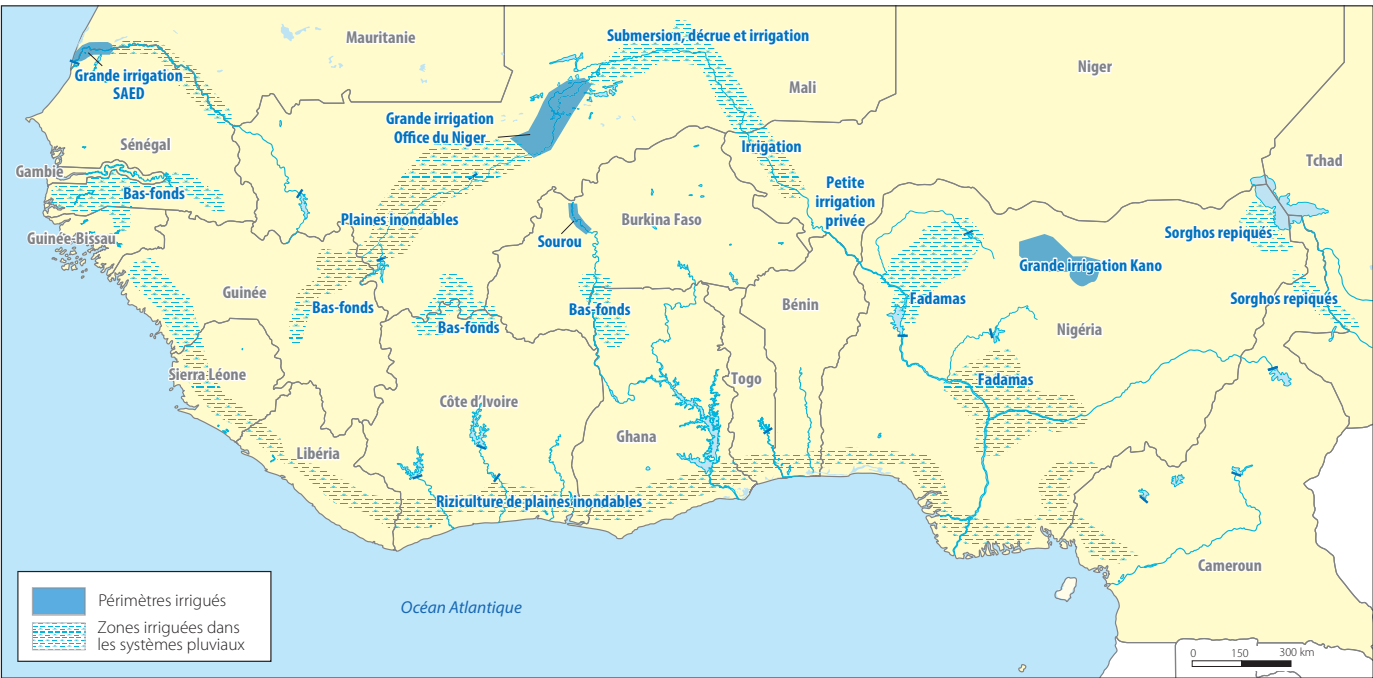 Mauritanie
Submersion, décrue et irrigation
Niger
Mali
Grande irrigation
SAED
Grande irrigation
Office du Niger
Sénégal
Irrigation
Tchad
Gambie
Bas-fonds
Petite
irrigation
privée
Plaines inondables
Burkina Faso
Sourou
Sorghos repiqués
Guinée-Bissau
Grande irrigation Kano
Guinée
Bas-fonds
Bas-fonds
Bas-fonds
Bénin
Fadamas
Sorghos repiqués
Nigéria
Sierra Léone
Togo
Fadamas
Côte d'Ivoire
Ghana
Libéria
Riziculture de plaines inondables
Cameroun
Océan Atlantique
Périmètres irrigués
Zones irriguées dans
les systèmes pluviaux
0 150 300 km